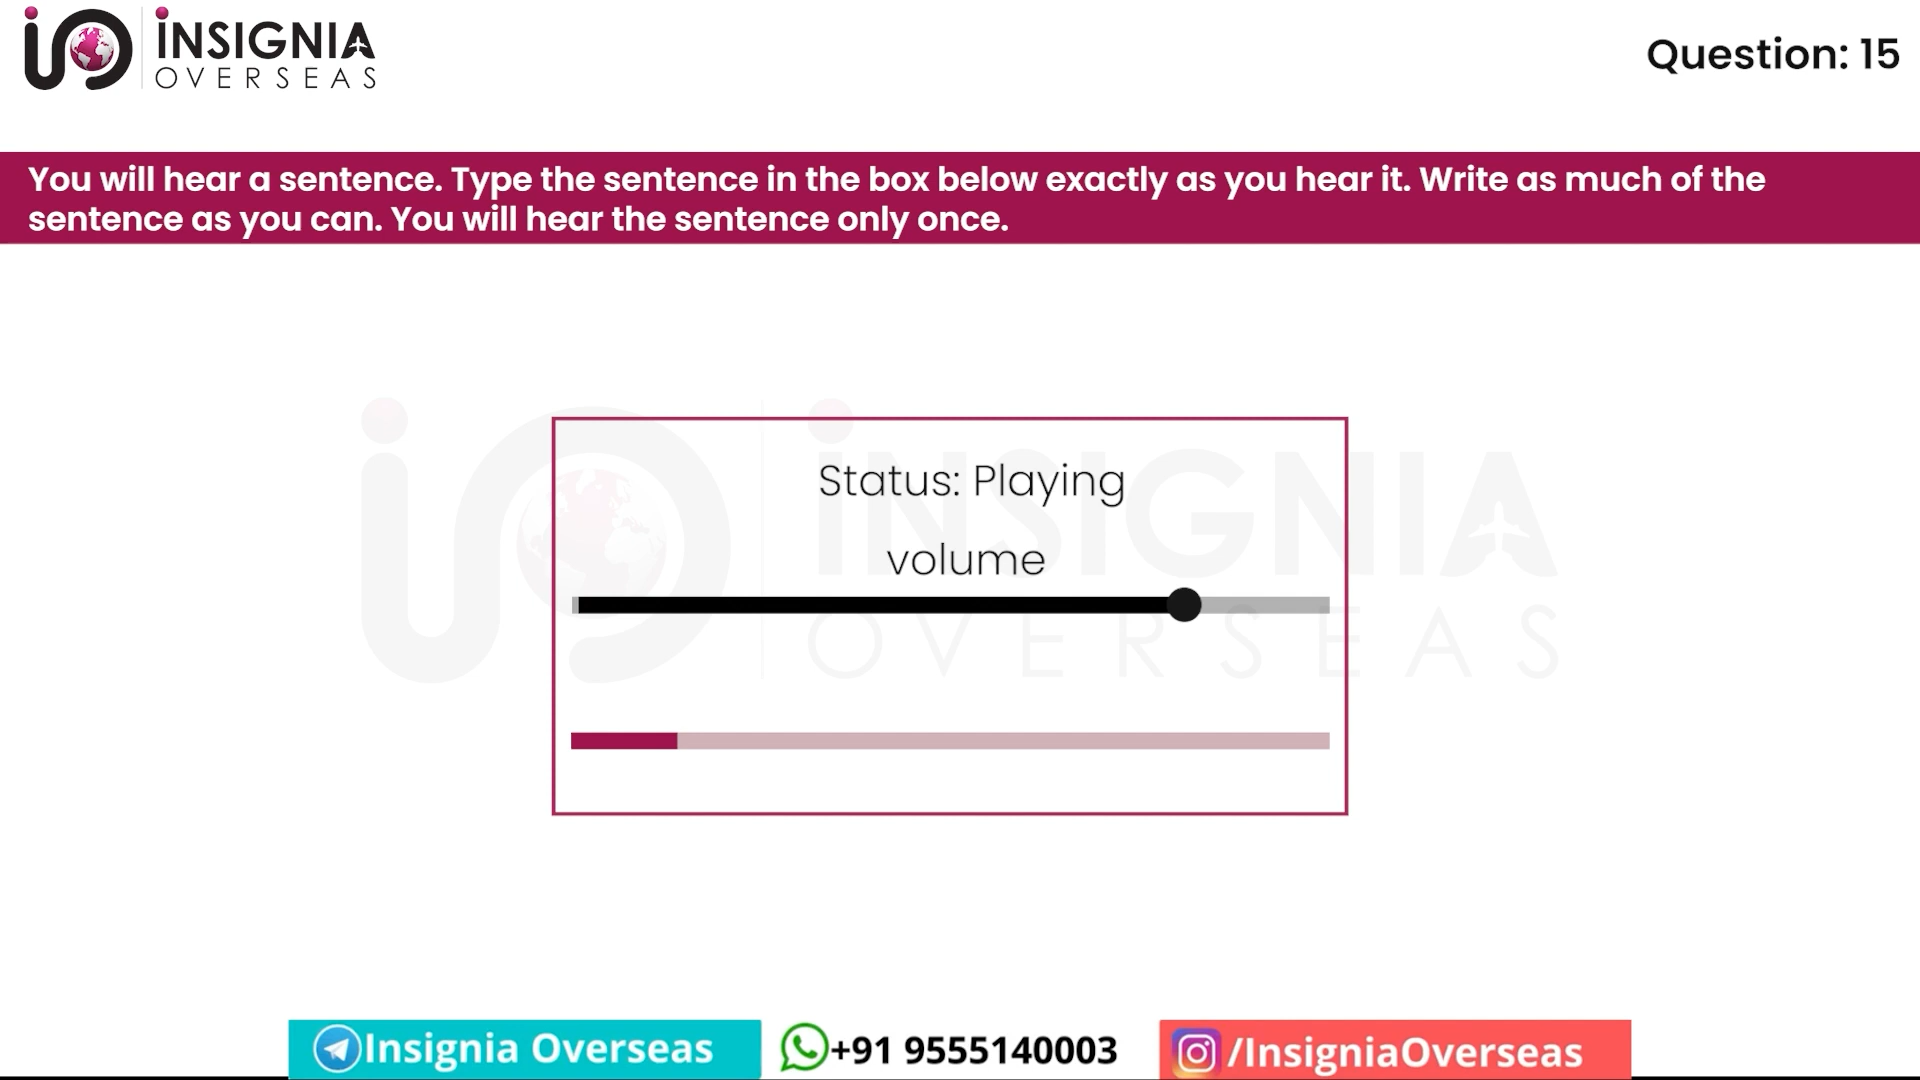 iNSIGNIA
OVERSEAS
Question: 15
You will hear a sentence. Type the sentence in the box below exactly as you hear it. Write as much of the
sentence as you can. You will hear the sentence only once.
iNSIGNIA
OVERSEAS
Status: Playing
volume
Insignia Overseas
+91 9555140003
/InsigniaOverseas